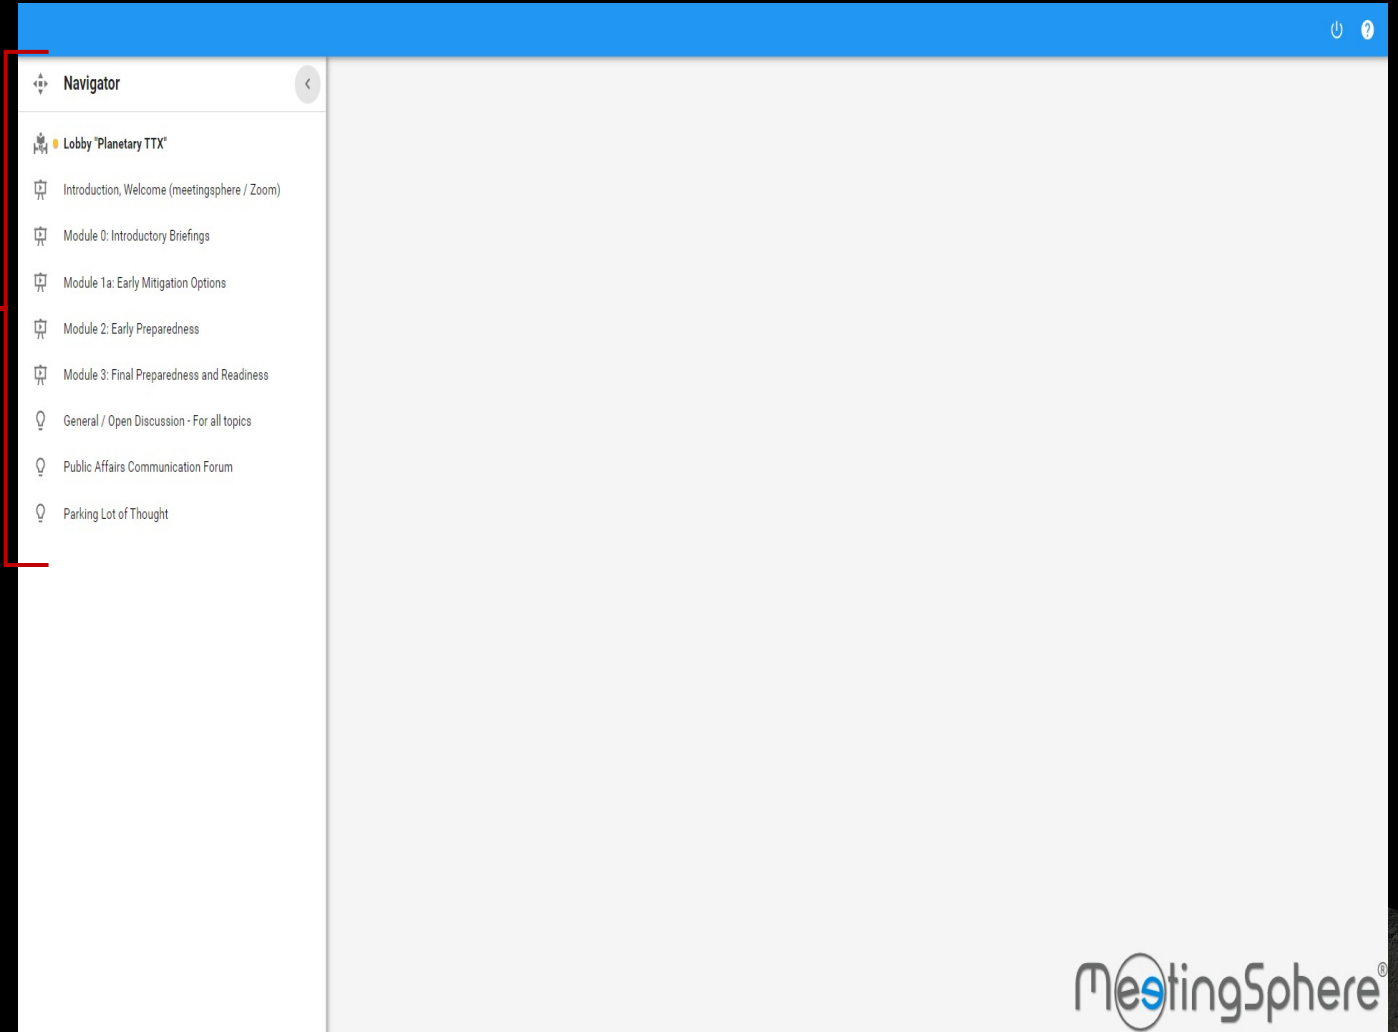 Navigator
Lobby "Planetary TTX"
Introduction, Welcome (meetingsphere / Zoom)
Module 0: Introductory Briefings
Module 1a: Early Mitigation Options
Module 2: Early Preparedness
Module 3: Final Preparedness and Readiness
General / Open Discussion - For all topics
Public Affairs Communication Forum
Parking Lot of Thought
MeetingSphere®